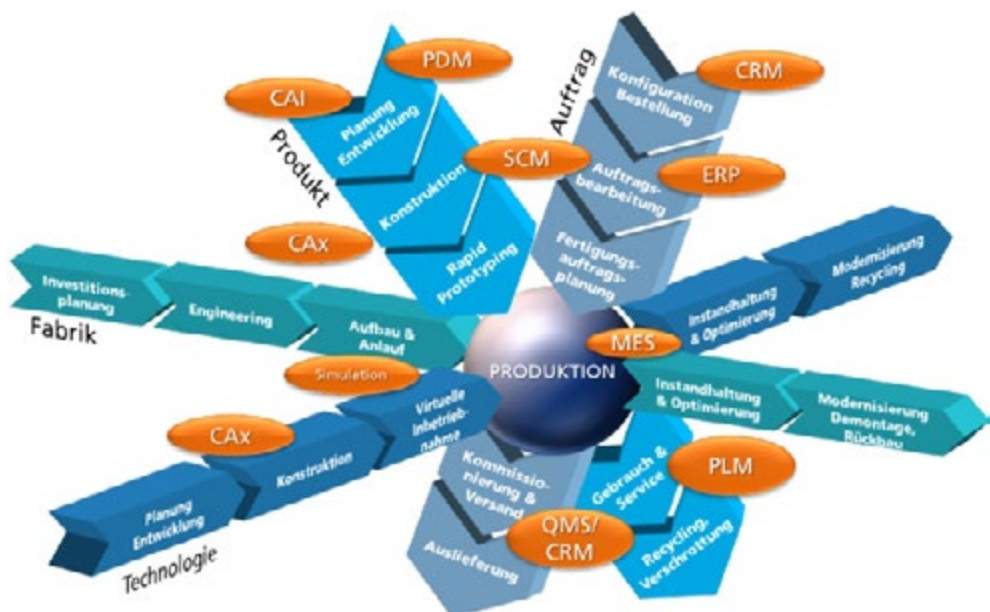 PDM
CAI
Planung
Entwicklung
Produkt
SCM
Konstruktion
CAx
Rapid
Prototyping
Auftrag
Konfiguration
Bestellung
CRM
Auftrags-
bearbeitung
ERP
Fertigungs-
auftrags-
planung
Investitions-
planung
Fabrik
Engineering
Aufbau &
Anlauf
Modernisierung
Recycling
Instandhaltung
& Optimierung
MES
PRODUKTION
Instandhaltung
& Optimierung
Modernisierung
Demontage,
Rückbau
Simulation
Virtuelle
Inbetrieb-
nahme
CAx
Konstruktion
Planung
Entwicklung
Technologie
Kommissio-
nierung &
Versand
Auslieferung
QMS/
CRM
Gebrauch &
Service
PLM
Recycling,
Verschrottung